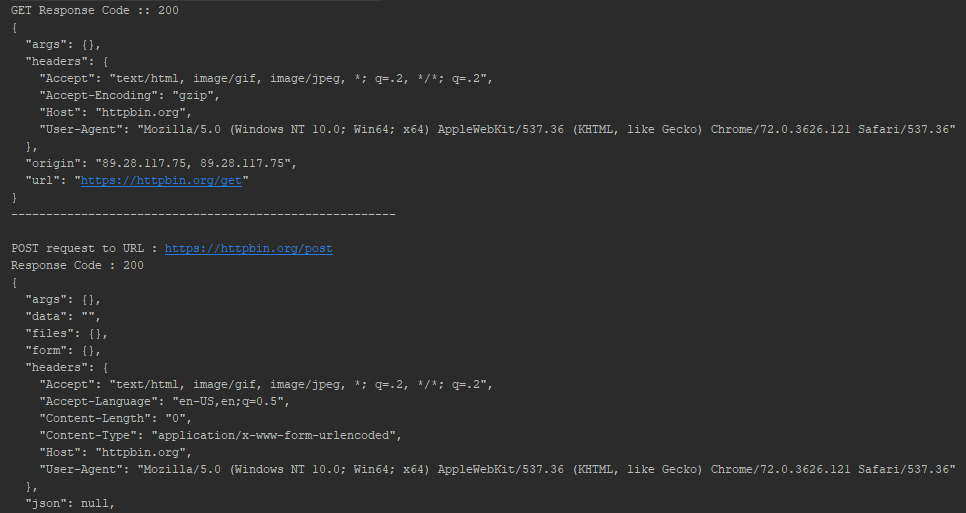 GET Response Code :: 200
{
  "args": {},
  "headers": {
    "Accept": "text/html, image/gif, image/jpeg, *; q=.2, */*; q=.2",
    "Accept-Encoding": "gzip",
    "Host": "httpbin.org",
    "User-Agent": "Mozilla/5.0 (Windows NT 10.0; Win64; x64) AppleWebKit/537.36 (KHTML, like Gecko) Chrome/72.0.3626.121 Safari/537.36"
  },
  "origin": "89.28.117.75, 89.28.117.75",
  "url": "https://httpbin.org/get"
}
-------------------------------------------------------
POST request to URL : https://httpbin.org/post
Response Code : 200
{
  "args": {},
  "data": "",
  "files": {},
  "form": {},
  "headers": {
    "Accept": "text/html, image/gif, image/jpeg, *; q=.2, */*; q=.2",
    "Accept-Language": "en-US,en;q=0.5",
    "Content-Length": "0",
    "Content-Type": "application/x-www-form-urlencoded",
    "Host": "httpbin.org",
    "User-Agent": "Mozilla/5.0 (Windows NT 10.0; Win64; x64) AppleWebKit/537.36 (KHTML, like Gecko) Chrome/72.0.3626.121 Safari/537.36"
  },
  "json": null,